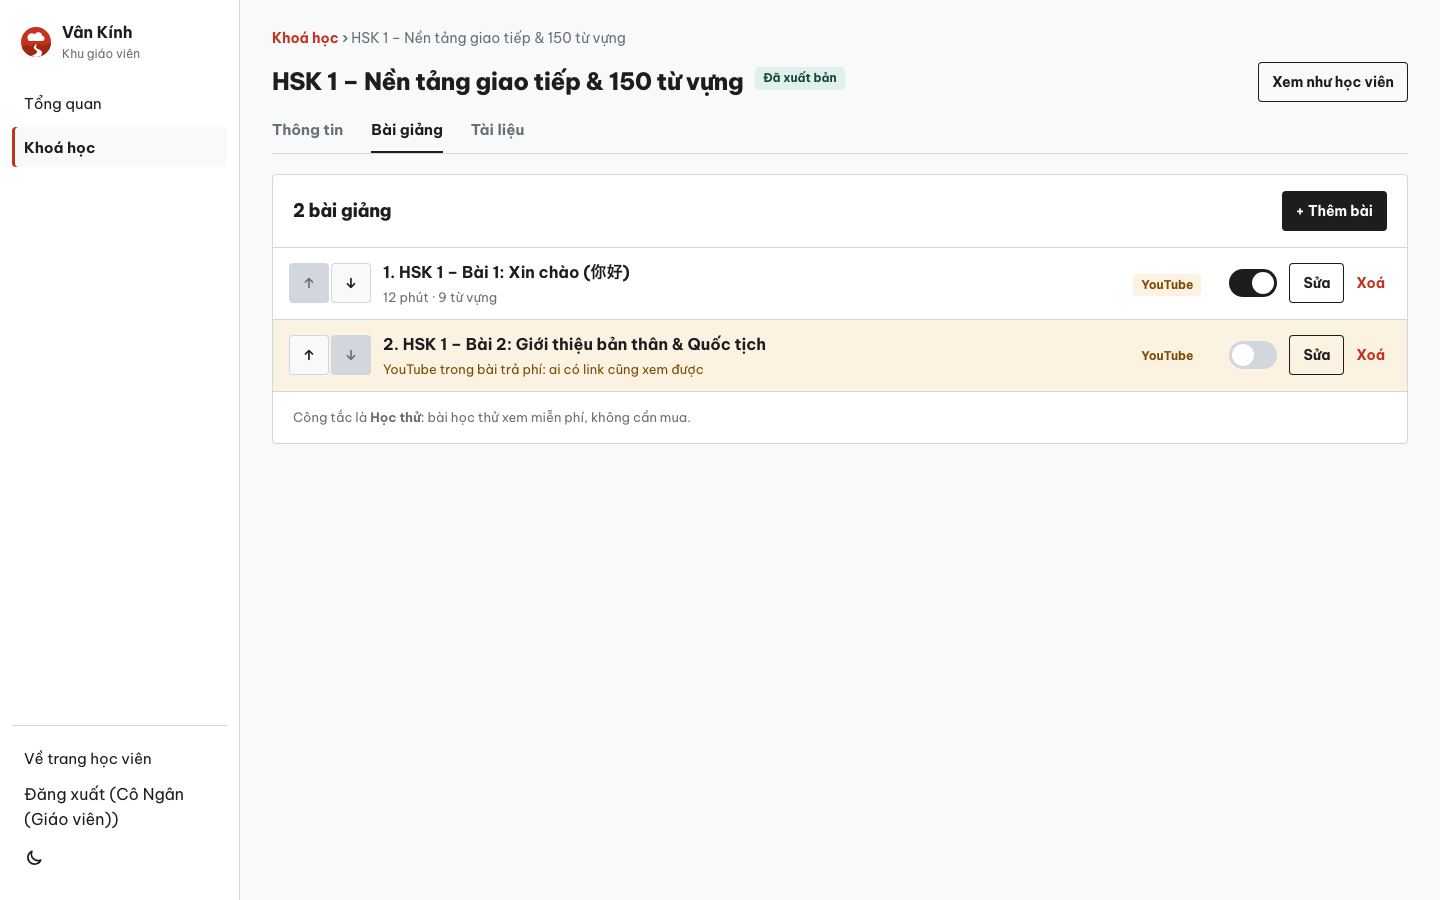 Vân Kính
Khu giáo viên
Tổng quan
Khoá học
Về trang học viên
Đăng xuất (Cô Ngân
(Giáo viên))
Khoá học › HSK 1 – Nền tảng giao tiếp & 150 từ vựng
HSK 1 – Nền tảng giao tiếp & 150 từ vựng
Đã xuất bản
Xem như học viên
Thông tin
Bài giảng
Tài liệu
2 bài giảng
+ Thêm bài
↑ ↓
1. HSK 1 – Bài 1: Xin chào (你好)
12 phút · 9 từ vựng
YouTube
Sửa
Xoá
↑ ↓
2. HSK 1 – Bài 2: Giới thiệu bản thân & Quốc tịch
YouTube trong bài trả phí: ai có link cũng xem được
YouTube
Sửa
Xoá
Công tắc là Học thử: bài học thử xem miễn phí, không cần mua.